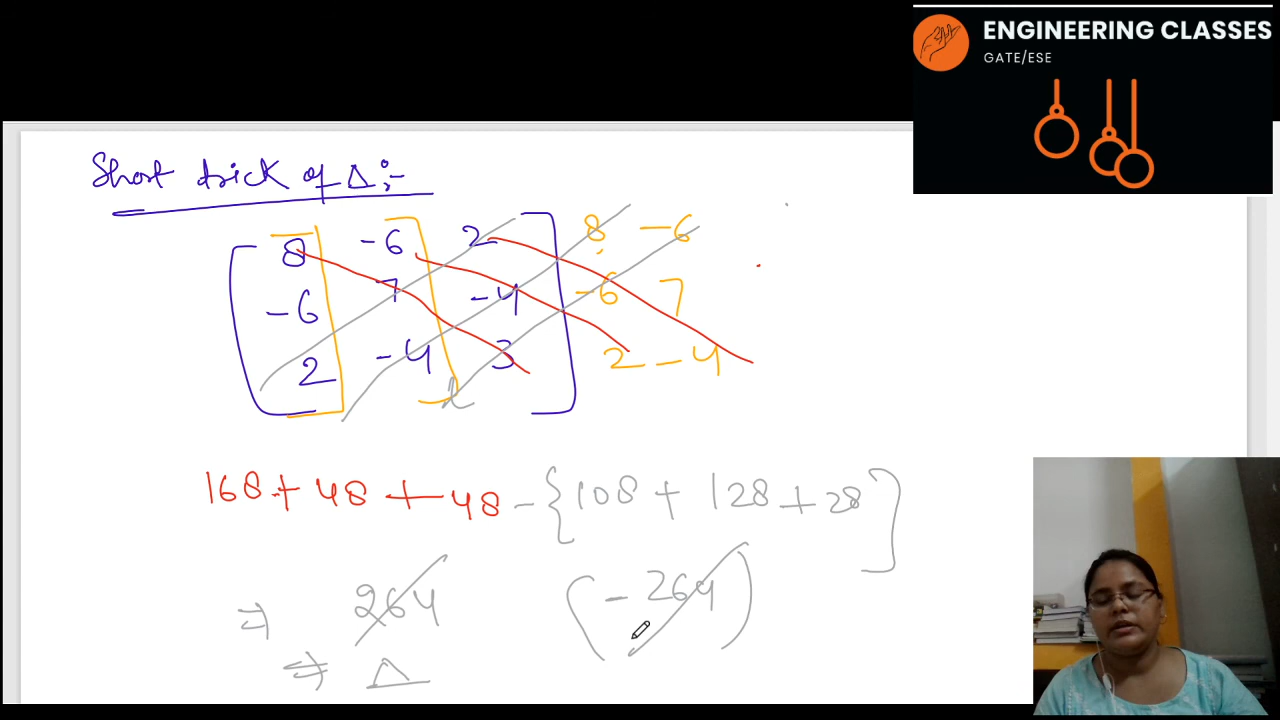 ENGINEERING CLASSES
GATE/ESE
Short trick of Δ:-
8 -6 2 8 -6
-6 7 -4 -6 7
2 -4 3 2 -4
168 + 48 + 48 - {108 + 128 + 28}
⇒ 264 (-264)
⇒ Δ